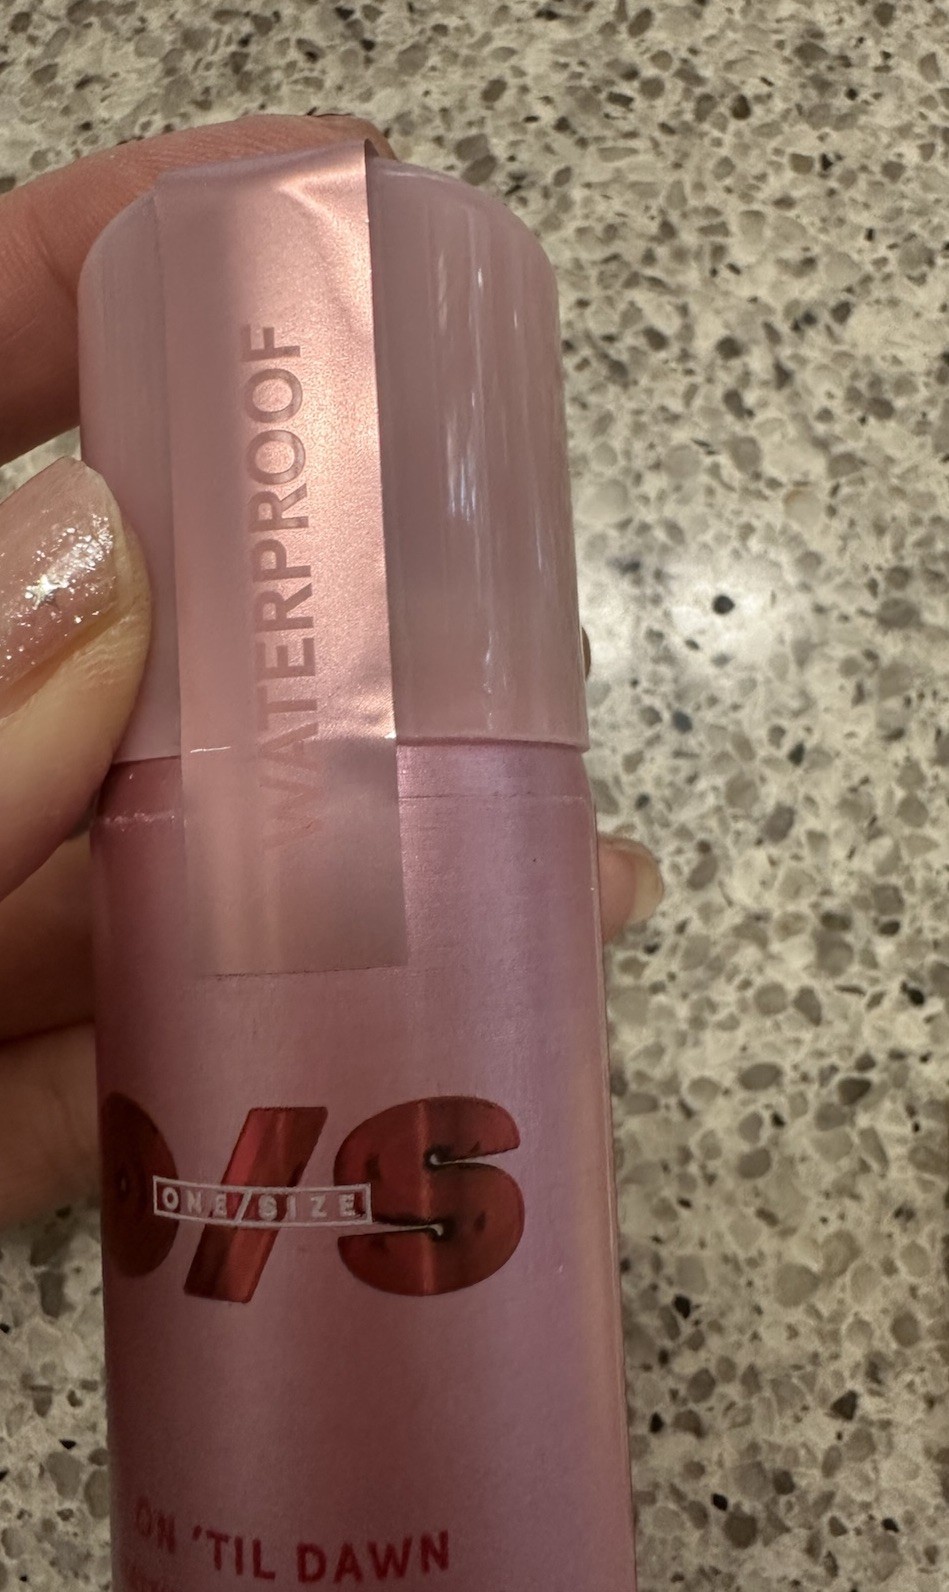 WATERPROOF
O/S
ONE/SIZE
ON 'TIL DAWN